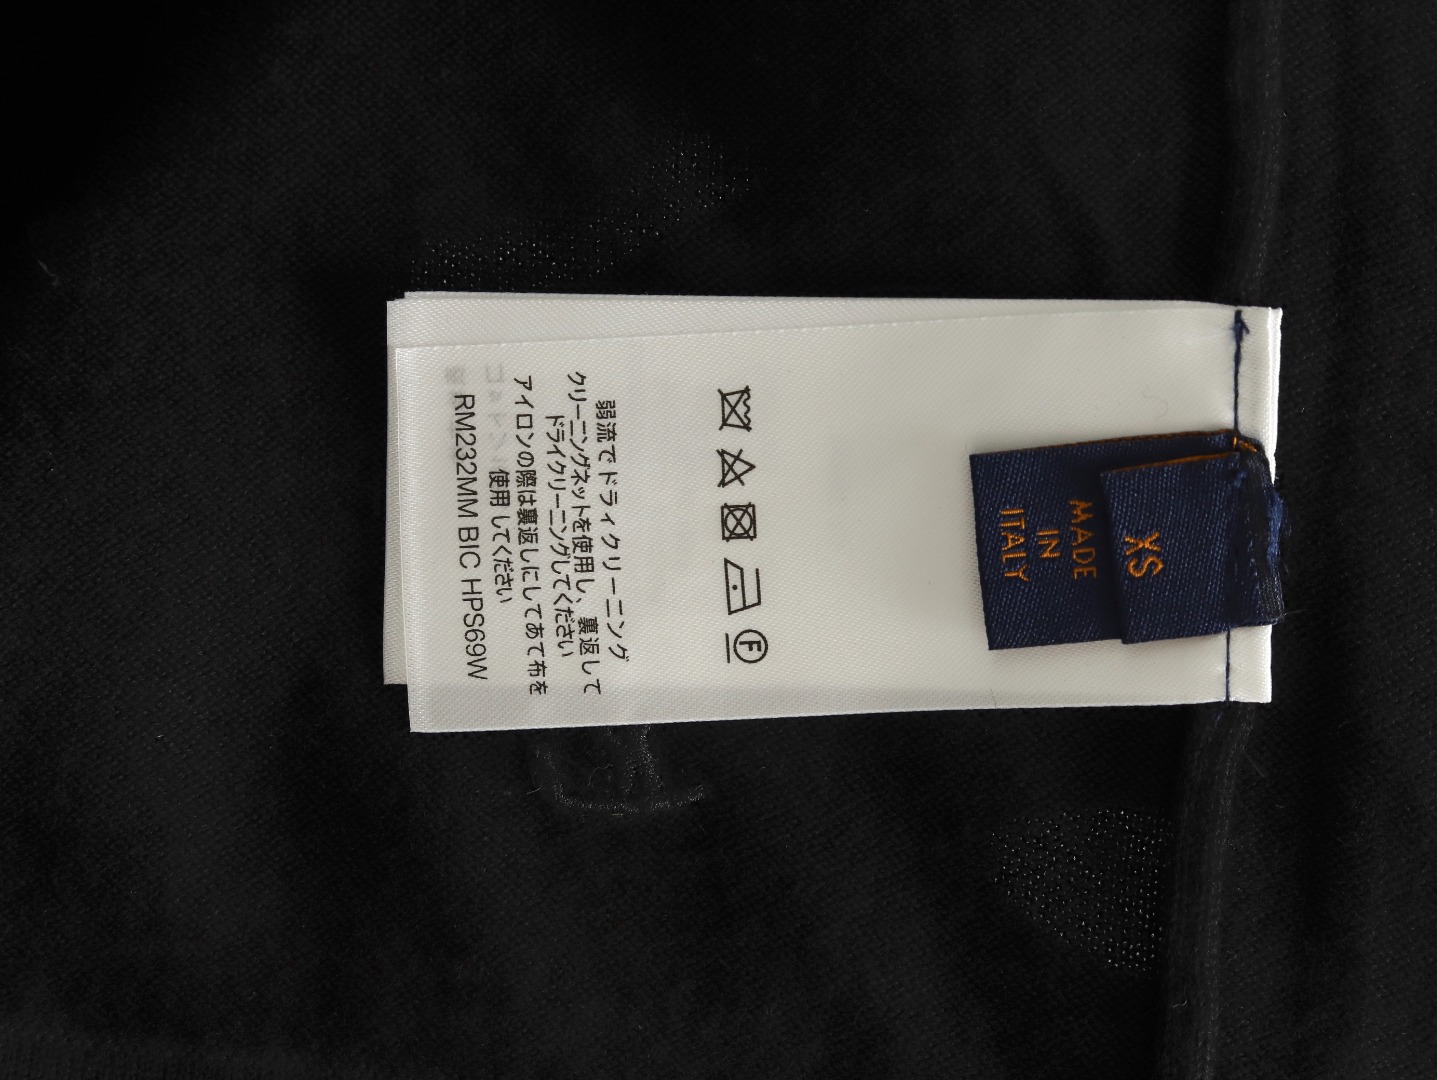 XS
MADE
IN
ITALY
F
弱流でドライクリーニング
クリーニングネットを使用し、裏返して
ドライクリーニングしてください
アイロンの際は裏返しにしてあて布を
使用してください
RM232MM BIC HPS69W